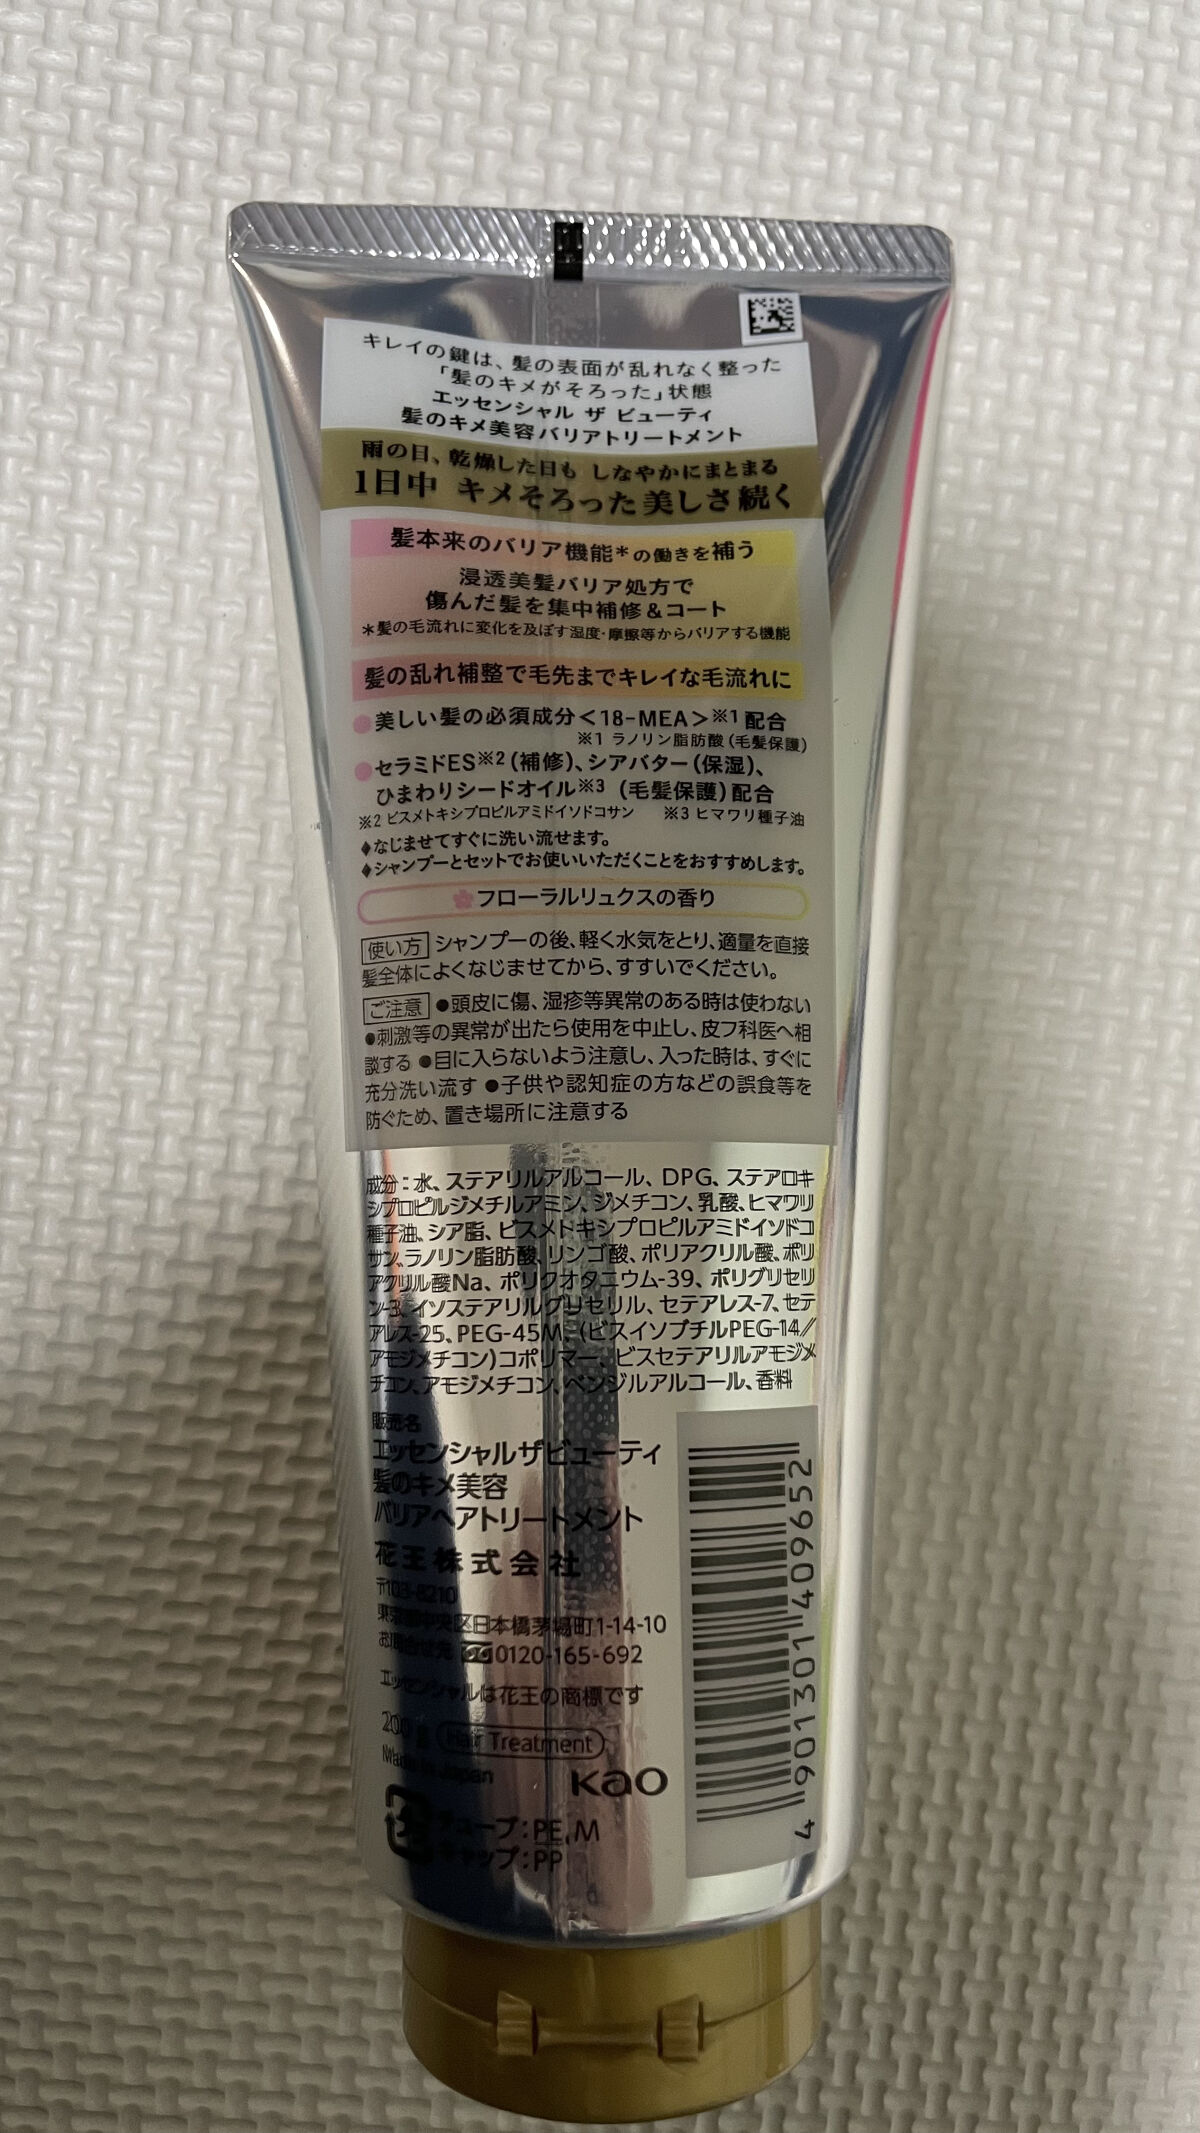 キレイの鍵は、髪の表面が乱れなく整った
「髪のキメがそろった」状態
エッセンシャル ザ ビューティ
髪のキメ美容バリアトリートメント
雨の日、乾燥した日も しなやかにまとまる
1日中 キメそろった美しさ続く
髪本来のバリア機能*の働きを補う
浸透美髪バリア処方で
傷んだ髪を集中補修&コート
*髪の毛流れに変化を及ぼす湿度・摩擦等からバリアする機能
髪の乱れ補整で毛先までキレイな毛流れに
●美しい髪の必須成分<18-MEA>※1配合
※1 ラノリン脂肪酸(毛髪保護)
●セラミドES※2(補修)、シアバター(保湿)、
ひまわりシードオイル※3 (毛髪保護)配合
※2 ビスメトキシプロピルアミドイソドコサン ※3 ヒマワリ種子油
♦なじませてすぐに洗い流せます。
♦シャンプーとセットでお使いいただくことをおすすめします。
フローラルリュクスの香り
使い方 シャンプーの後、軽く水気をとり、適量を直接
髪全体によくなじませてから、すすいでください。
ご注意 ●頭皮に傷、湿疹等異常のある時は使わない
●刺激等の異常が出たら使用を中止し、皮フ科医へ相
談する ●目に入らないよう注意し、入った時は、すぐに
充分洗い流す ●子供や認知症の方などの誤食等を
防ぐため、置き場所に注意する
成分:水、ステアリルアルコール、DPG、ステアロキ
シプロピルジメチルアミン、ジメチコン、乳酸、ヒマワリ
種子油、シア脂、ビスメトキシプロピルアミドイソドコ
サン、ラノリン脂肪酸、リンゴ酸、ポリアクリル酸、ポリ
アクリル酸Na、ポリクオタニウム-39、ポリグリセリ
ン-3、イソステアリルグリセリル、セテアレス-7、セテ
アレス-25、PEG-45M、(ビスイソブチルPEG-14/
アモジメチコン)コポリマー、ビスセテアリルアモジメ
チコン、アモジメチコン、ベンジルアルコール、香料
販売名
エッセンシャルザビューティ
髪のキメ美容
バリアヘアトリートメント
花王株式会社
〒103-8210
東京都中央区日本橋茅場町1-14-10
お問合せ先 0120-165-692
エッセンシャルは花王の商標です
200g Hair Treatment
Made in Japan
Kao
チューブ:PE,M
キャップ:PP
4 901301 409652